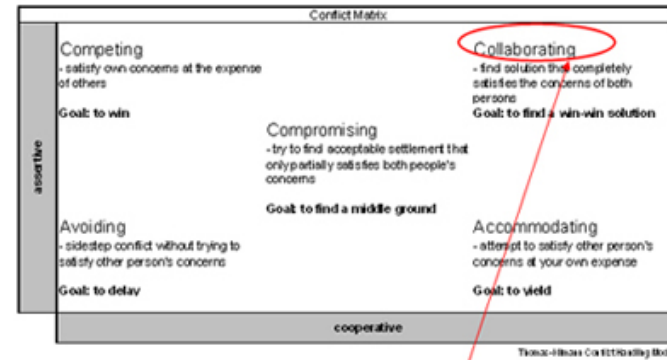 Conflict Matrix
Competing
- satisfy own concerns at the expense
of others
Goal: to win
Collaborating
- find solution that completely
satisfies the concerns of both
persons
Goal: to find a win-win solution
Compromising
- try to find acceptable settlement that
only partially satisfies both people's
concerns
Goal: to find a middle ground
assertive
Avoiding
- sidestep conflict without trying to
satisfy other person's concerns
Goal: to delay
Accommodating
- attempt to satisfy other person's
concerns at your own expense
Goal: to yield
cooperative
Conflict Handling